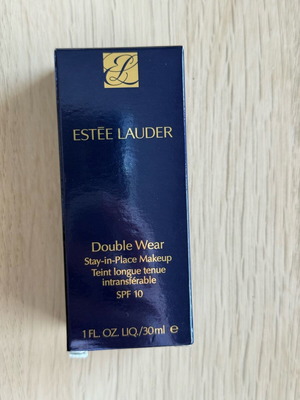 EL
ESTĒE LAUDER
Double Wear
Stay-in-Place Makeup
Teint longue tenue
intransférable
SPF 10
1 FL. OZ. LIQ./30ml ℮